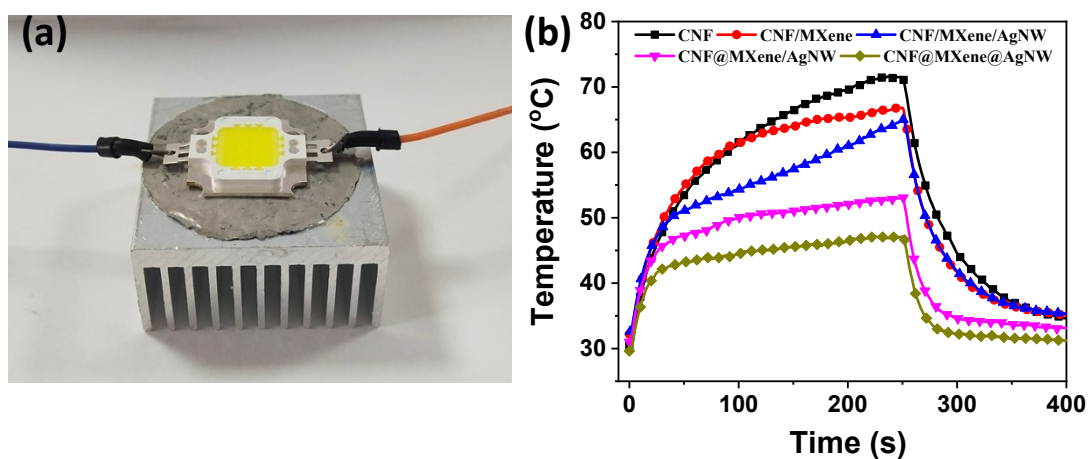 (a)
(b)
CNF CNF/MXene CNF/MXene/AgNW
CNF@MXene/AgNW CNF@MXene@AgNW
Temperature (ºC)
80
70
60
50
40
30
0 100 200 300 400
Time (s)